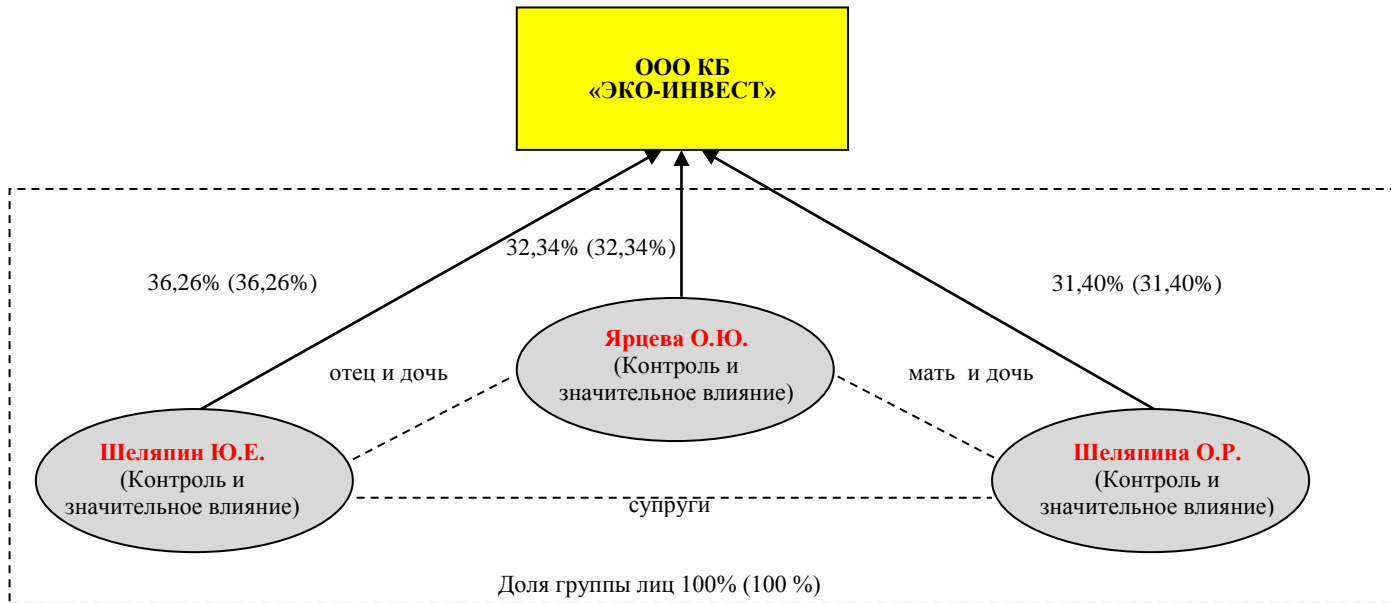 ООО КБ
«ЭКО-ИНВЕСТ»
32,34% (32,34%)
36,26% (36,26%)
31,40% (31,40%)
Ярцева О.Ю.
(Контроль и
значительное влияние)
отец и дочь
мать и дочь
Шеляпин Ю.Е.
(Контроль и
значительное влияние)
Шеляпина О.Р.
(Контроль и
значительное влияние)
супруги
Доля группы лиц 100% (100 %)